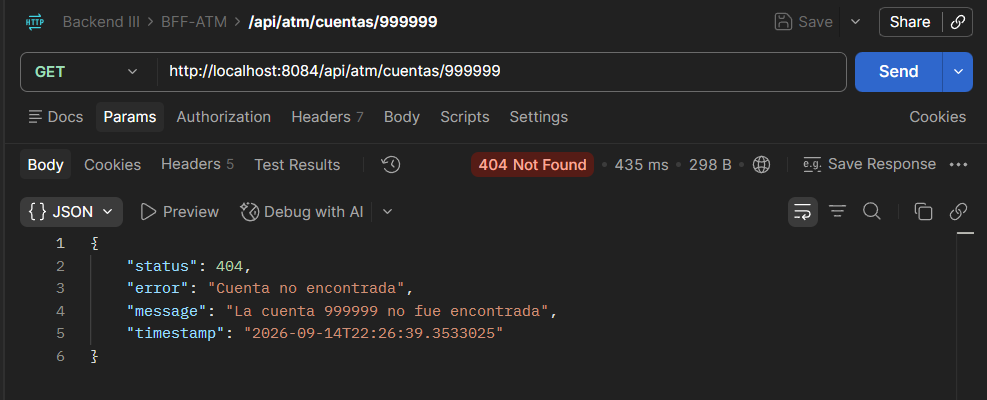 HTTP Backend III > BFF-ATM > /api/atm/cuentas/999999 Save Share
GET http://localhost:8084/api/atm/cuentas/999999 Send
Docs Params Authorization Headers 7 Body Scripts Settings Cookies
Body Cookies Headers 5 Test Results 404 Not Found • 435 ms • 298 B • e.g. Save Response
{} JSON Preview Debug with AI
1 {
2 "status": 404,
3 "error": "Cuenta no encontrada",
4 "message": "La cuenta 999999 no fue encontrada",
5 "timestamp": "2026-09-14T22:26:39.3533025"
6 }